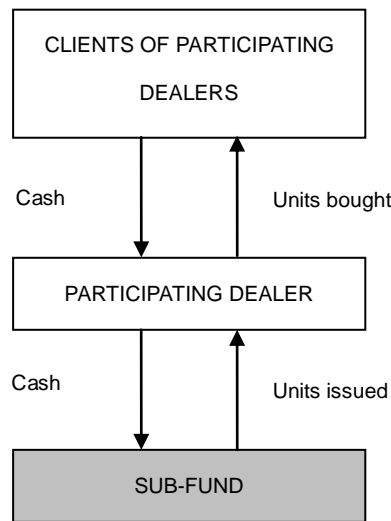 CLIENTS OF PARTICIPATING
DEALERS
Cash
Units bought
PARTICIPATING DEALER
Cash
Units issued
SUB-FUND